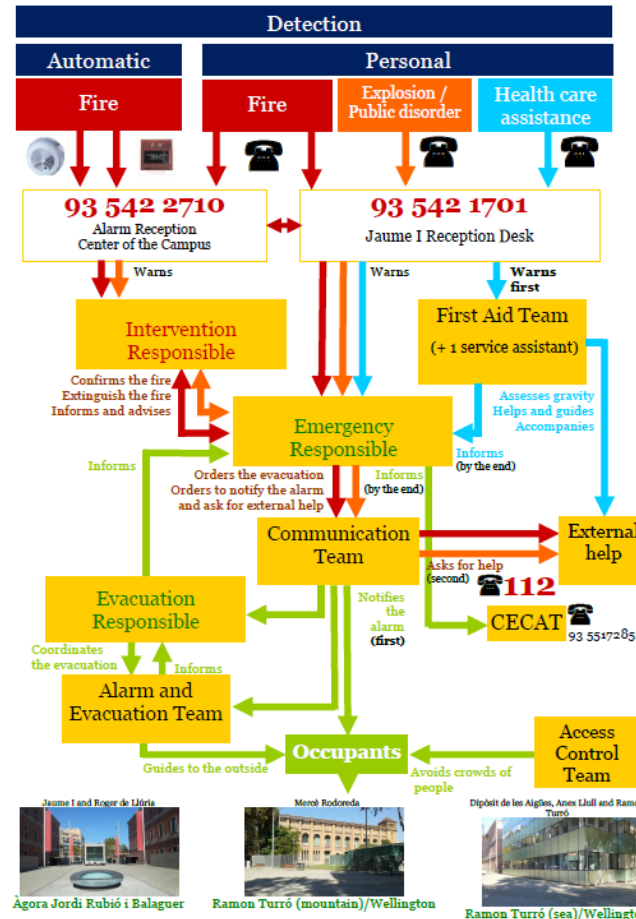 Detection
Automatic
Personal
Fire
Fire
Explosion /
Public disorder
Health care
assistance
93 542 2710
Alarm Reception
Center of the Campus
93 542 1701
Jaume I Reception Desk
Warns
Warns
Warns
first
Intervention
Responsible
First Aid Team
(+ 1 service assistant)
Confirms the fire
Extinguish the fire
Informs and advises
Assesses gravity
Helps and guides
Accompanies
Emergency
Responsible
Informs
(by the end)
Informs
Orders the evacuation
Orders to notify the alarm
and ask for external help
Informs
(by the end)
Communication
Team
External
help
Asks for help
(second)
112
Evacuation
Responsible
Notifies
the
alarm
(first)
CECAT
93 5517285
Coordinates
the evacuation
Informs
Alarm and
Evacuation Team
Occupants
Access
Control
Team
Guides to the outside
Avoids crowds of
people
Jaume I and Roger de Llúria
Mercè Rodoreda
Dipòsit de les Aigües, Anex Llull and Ramon
Turró
Àgora Jordi Rubió i Balaguer
Ramon Turró (mountain)/Wellington
Ramon Turró (sea)/Wellington